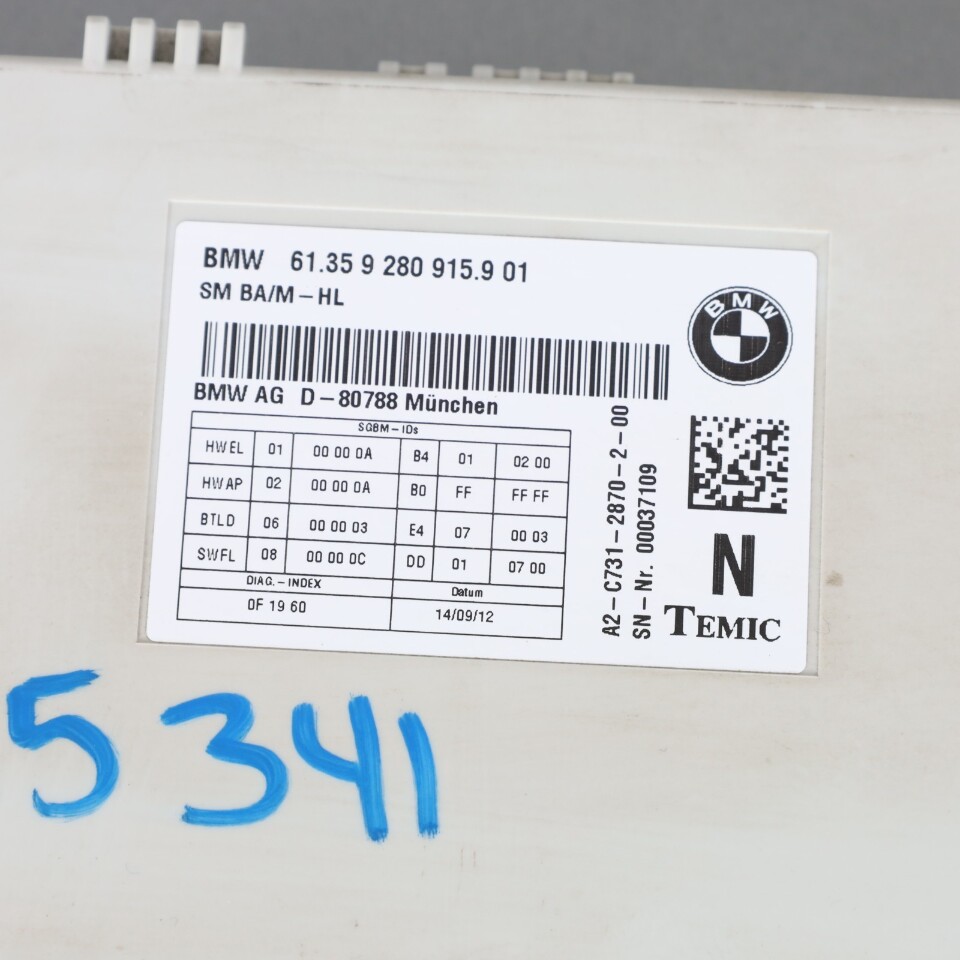 BMW 61.35 9 280 915.9 01
SM BA/M-HL
BMW
BMW AG D-80788 München
SGBM-IDs
HWEL 01 00 00 0A B4 01 02 00
HWAP 02 00 00 0A B0 FF FF FF
BTLD 06 00 00 03 E4 07 00 03
SWFL 08 00 00 0C DD 01 07 00
DIAG.-INDEX Datum
0F 19 60 14/09/12
A2-C731-2870-2-00
SN-Nr. 00037109
N
TEMIC
5341